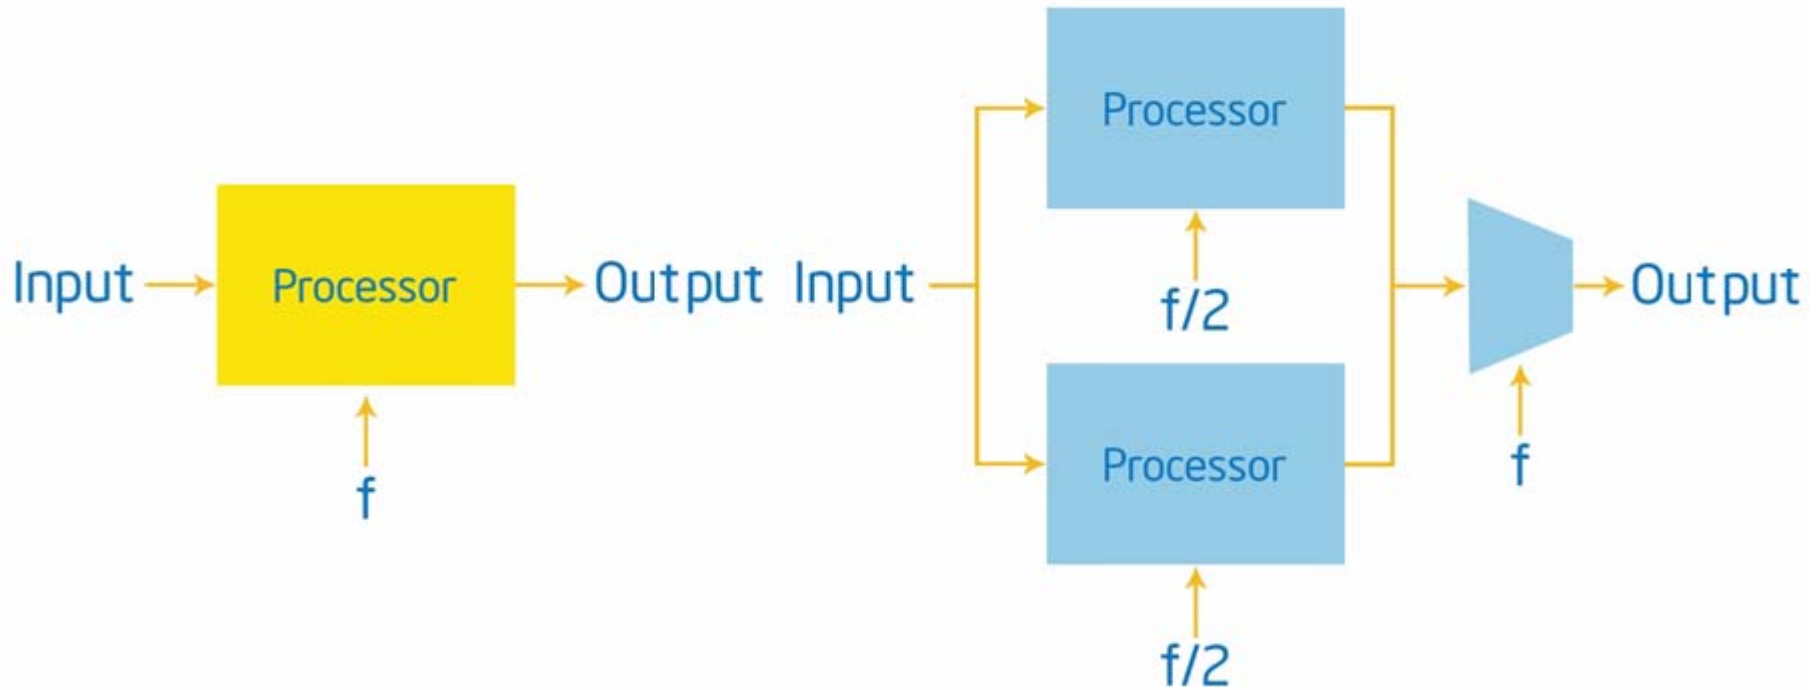 Input
Processor
Output
f
Input
Processor
f/2
Processor
f/2
f
Output